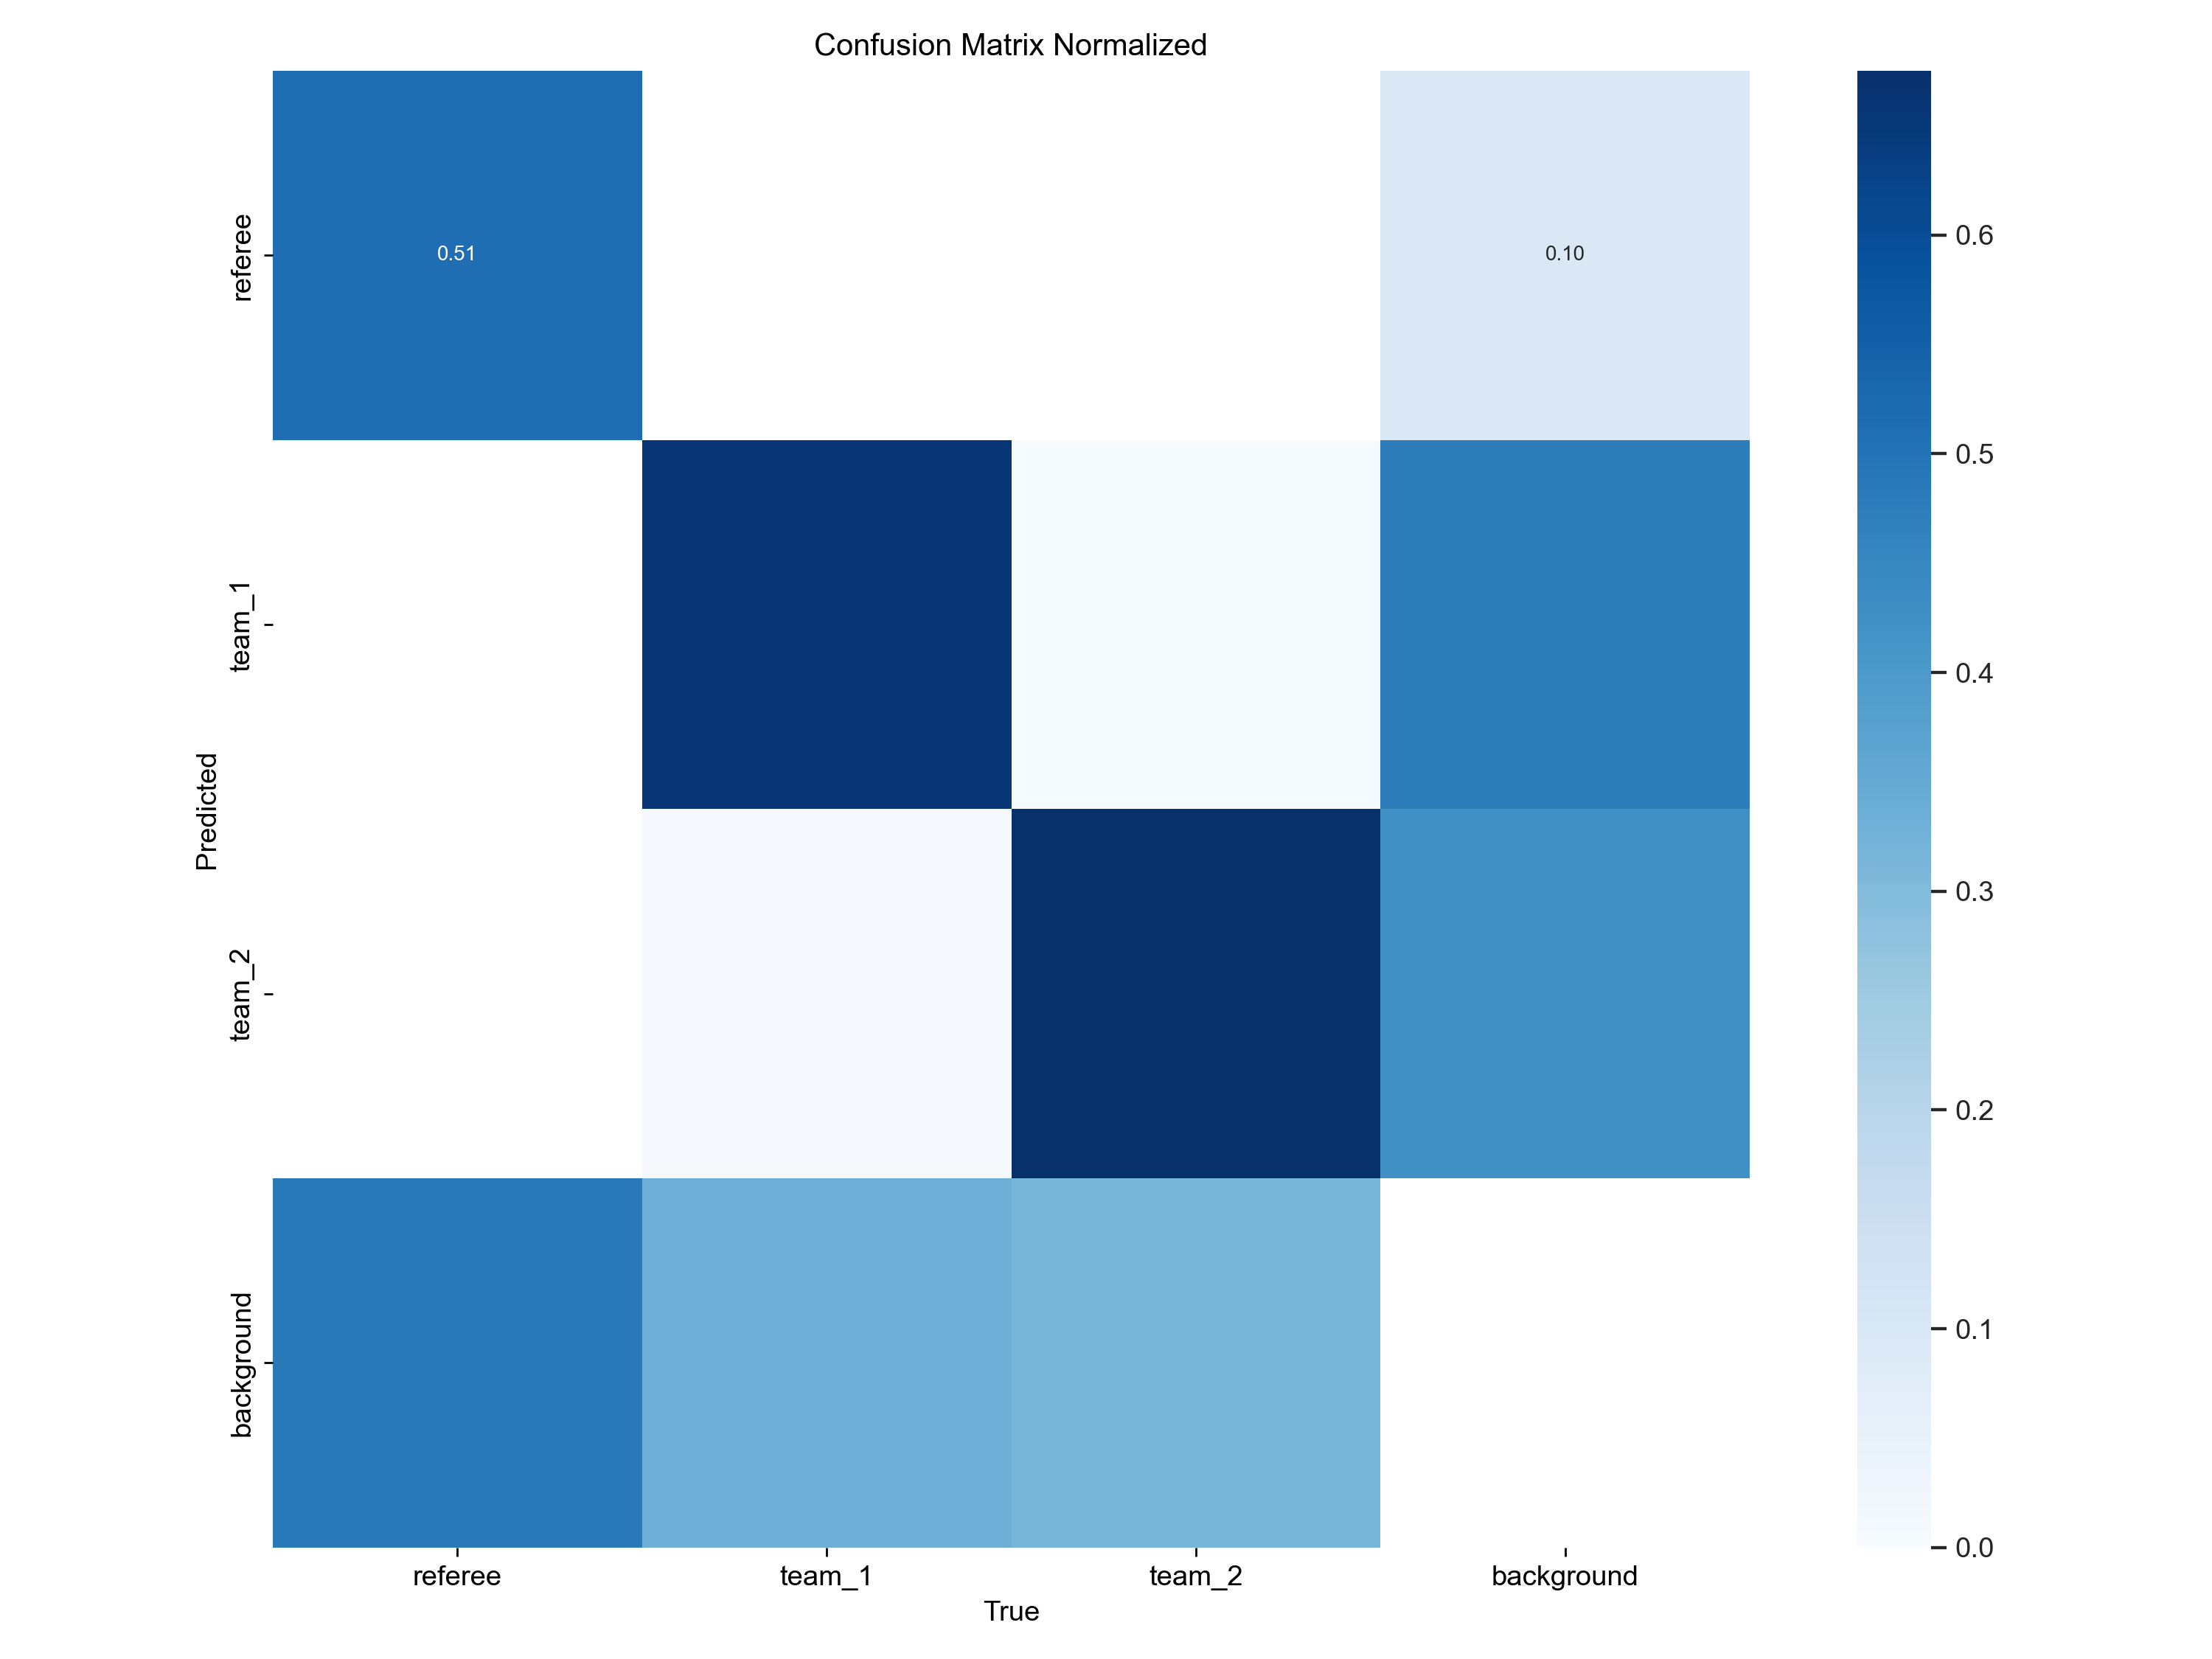 Confusion Matrix Normalized
referee
0.51
0.10
team_1
team_2
background
Predicted
referee
team_1
team_2
background
True
0.6
0.5
0.4
0.3
0.2
0.1
0.0